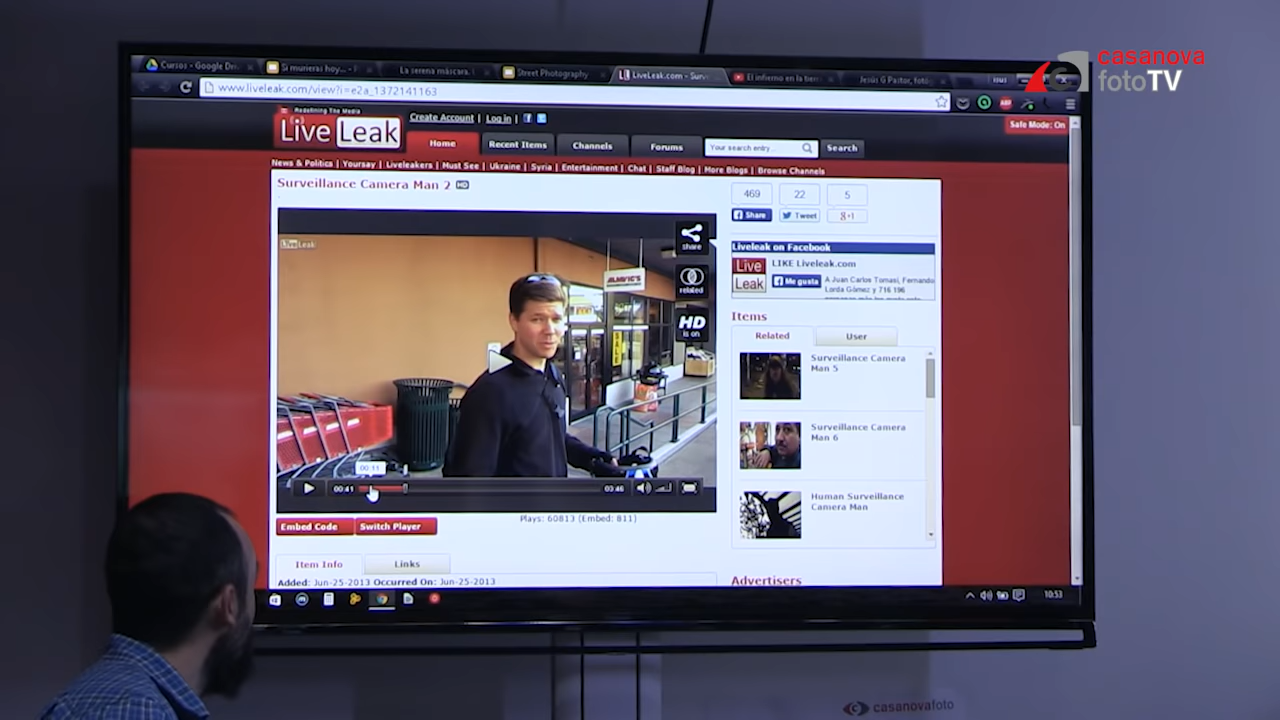 casanova
fotoTV
Cursos - Google Dri
Si murieras hoy...
La serena máscara.
Street Photography
LiveLeak.com - Surv
El infierno en la tierr
Jesús G Pastor, fotó
www.liveleak.com/view?i=e2a_1372141163
Redefining The Media
Live Leak
Create Account | Log in |
Safe Mode: On
Home
Recent Items
Channels
Forums
Your search entry...
Search
News & Politics | Yoursay | Liveleakers | Must See | Ukraine | Syria | Entertainment | Chat | Staff Blog | More Blogs | Browse Channels
Surveillance Camera Man 2 HD
469
22
5
Share
Tweet
g+1
LiveLeak
share
related
HD
is on
SALE
00:11
00:41
03:46
Liveleak on Facebook
Live
Leak
LIKE Liveleak.com
Me gusta
A Juan Carlos Tomasi, Fernando
Lorda Gómez y 716 196
Items
Related
User
Surveillance Camera
Man 5
Surveillance Camera
Man 6
Human Surveillance
Camera Man
Embed Code
Switch Player
Plays: 60813 (Embed: 811)
Item Info
Links
Added: Jun-25-2013 Occurred On: Jun-25-2013
Advertisers
10:53
casanovafoto